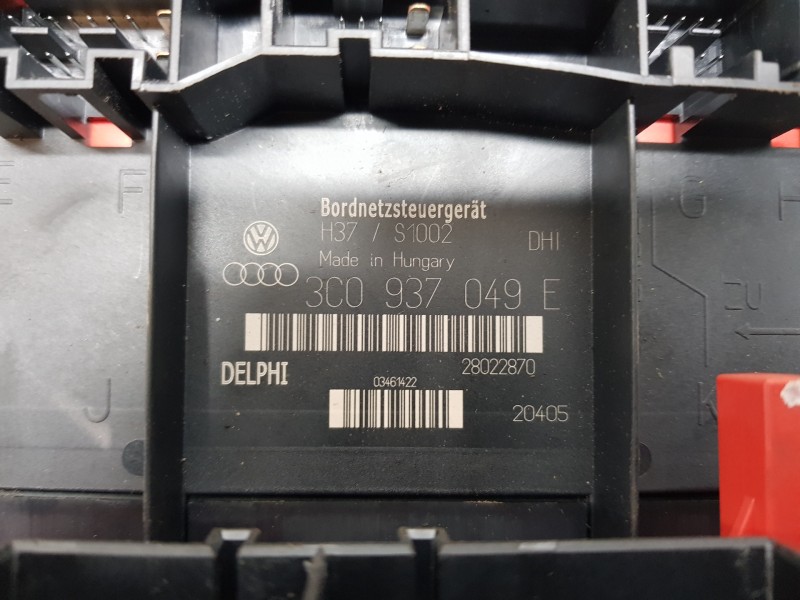 Bordnetzsteuergerät
H37 / S1002 DHI
Made in Hungary
3C0 937 049 E
DELPHI 28022870
03461422
20405
E F G H
J K